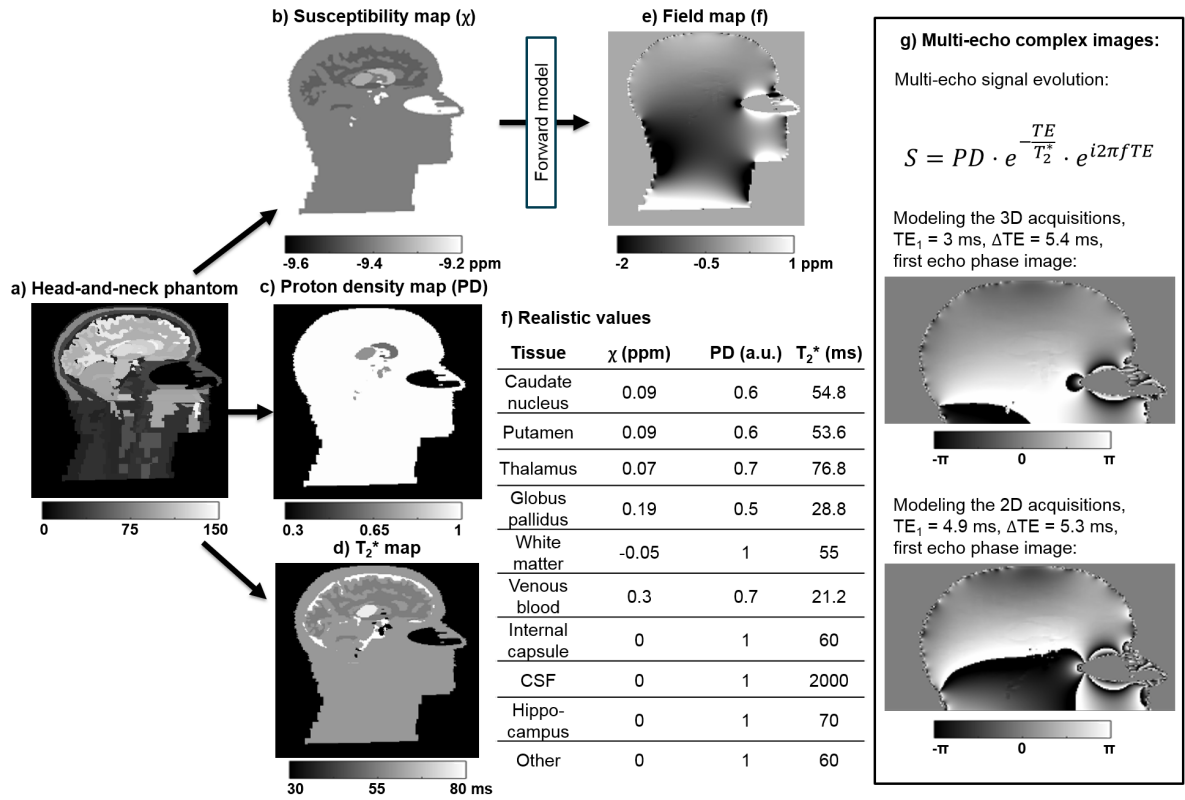 b) Susceptibility map (χ)
-9.6 -9.4 -9.2 ppm
Forward model
e) Field map (f)
-2 -0.5 1 ppm
a) Head-and-neck phantom
0 75 150
c) Proton density map (PD)
0.3 0.65 1
d) T2* map
30 55 80 ms
f) Realistic values
Tissue χ (ppm) PD (a.u.) T2* (ms)
Caudate
nucleus 0.09 0.6 54.8
Putamen 0.09 0.6 53.6
Thalamus 0.07 0.7 76.8
Globus
pallidus 0.19 0.5 28.8
White
matter -0.05 1 55
Venous
blood 0.3 0.7 21.2
Internal
capsule 0 1 60
CSF 0 1 2000
Hippo-
campus 0 1 70
Other 0 1 60
g) Multi-echo complex images:
Multi-echo signal evolution:
S = PD · e^(-TE/T2*) · e^(i2πfTE)
Modeling the 3D acquisitions,
TE1 = 3 ms, ΔTE = 5.4 ms,
first echo phase image:
-π 0 π
Modeling the 2D acquisitions,
TE1 = 4.9 ms, ΔTE = 5.3 ms,
first echo phase image:
-π 0 π